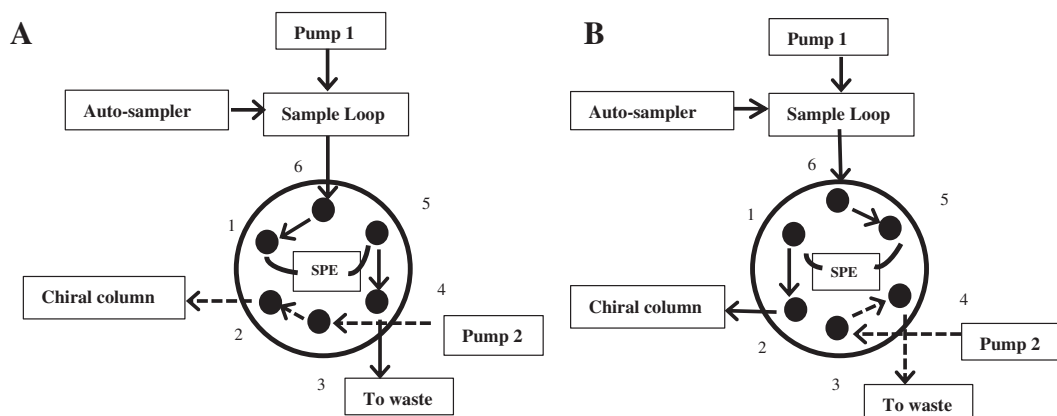 A
Pump 1
Auto-sampler
Sample Loop
6
5
1
SPE
Chiral column
4
2
Pump 2
3
To waste
B
Pump 1
Auto-sampler
Sample Loop
6
5
1
SPE
Chiral column
4
2
Pump 2
3
To waste